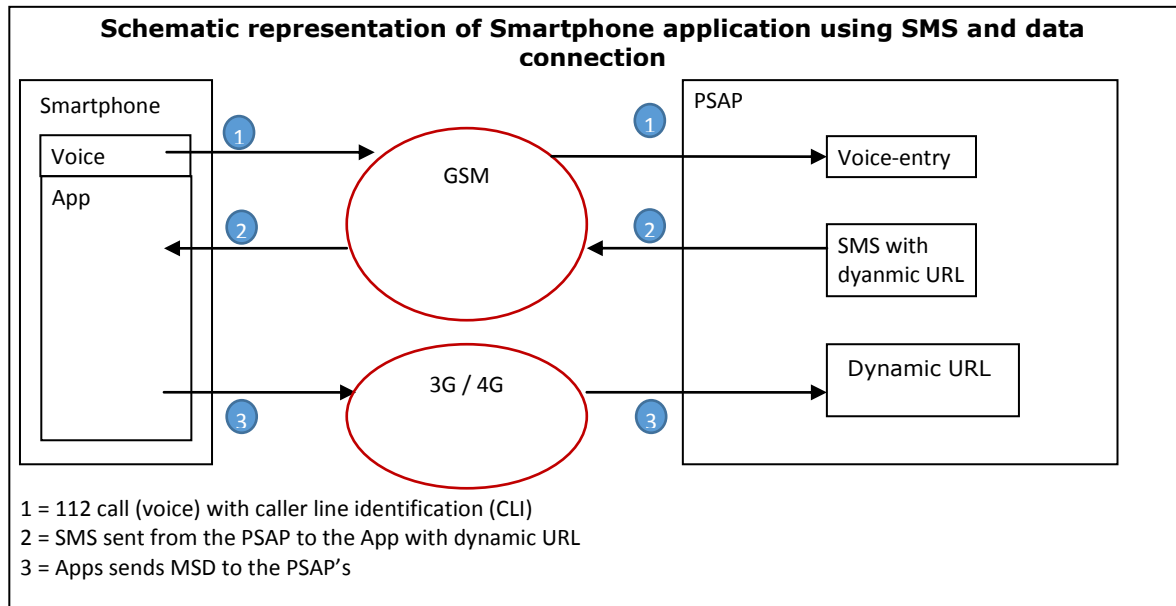 Schematic representation of Smartphone application using SMS and data
connection
Smartphone
PSAP
1
1
Voice
GSM
Voice-entry
App
2
2
SMS with
dyanmic URL
3G / 4G
Dynamic URL
3
3
1 = 112 call (voice) with caller line identification (CLI)
2 = SMS sent from the PSAP to the App with dynamic URL
3 = Apps sends MSD to the PSAP’s